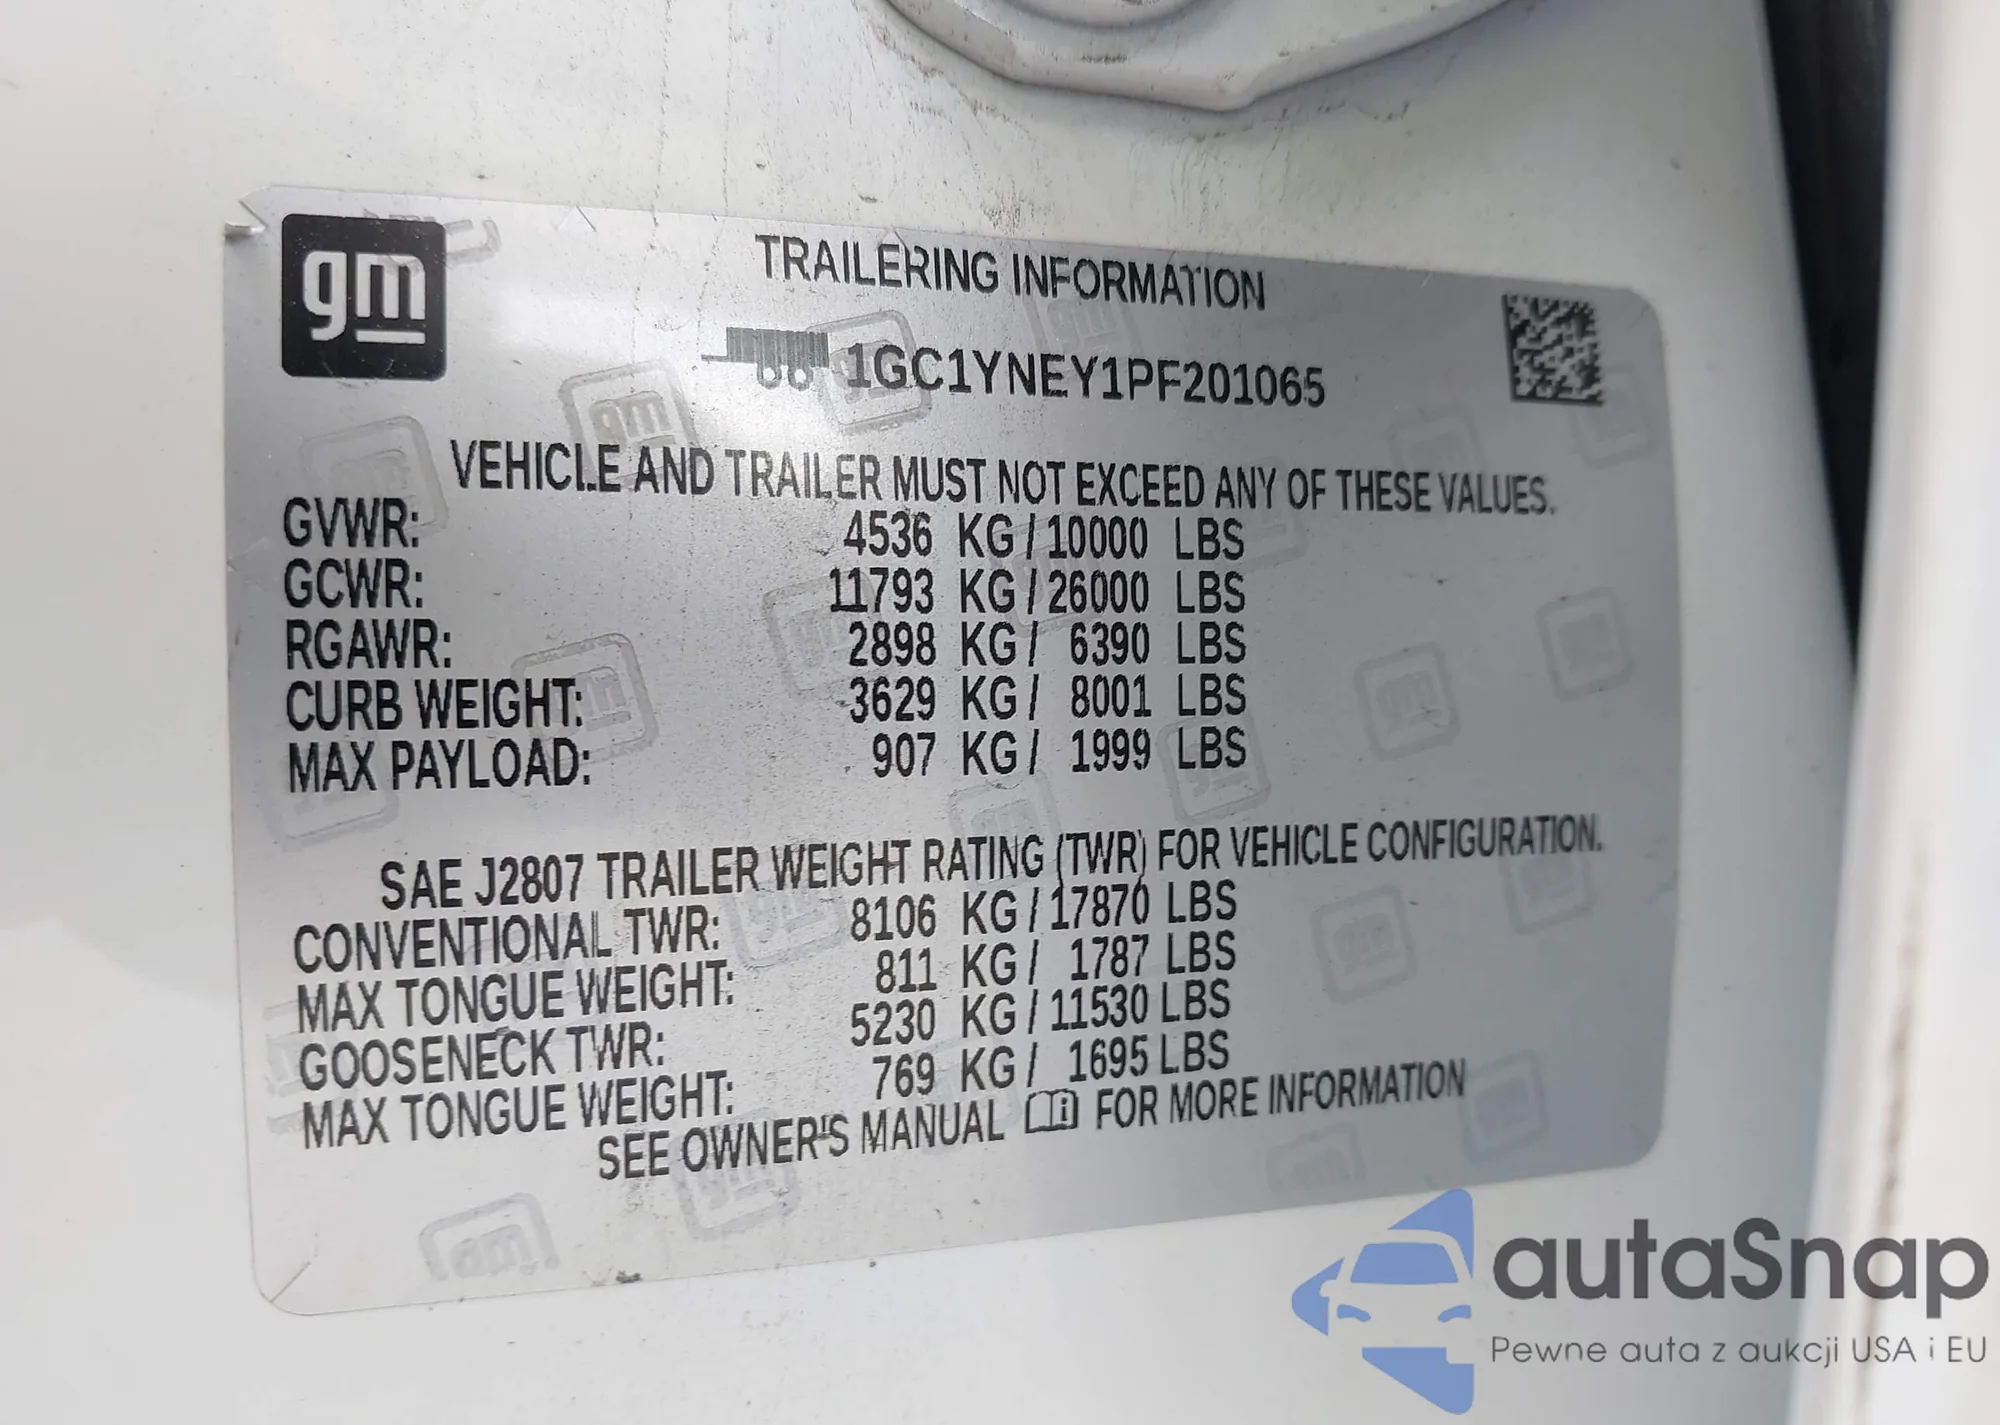 gm
TRAILERING INFORMATION
1GC1YNEY1PF201065
VEHICLE AND TRAILER MUST NOT EXCEED ANY OF THESE VALUES.
GVWR: 4536 KG / 10000 LBS
GCWR: 11793 KG / 26000 LBS
RGAWR: 2898 KG / 6390 LBS
CURB WEIGHT: 3629 KG / 8001 LBS
MAX PAYLOAD: 907 KG / 1999 LBS
SAE J2807 TRAILER WEIGHT RATING (TWR) FOR VEHICLE CONFIGURATION.
CONVENTIONAL TWR: 8106 KG / 17870 LBS
MAX TONGUE WEIGHT: 811 KG / 1787 LBS
GOOSENECK TWR: 5230 KG / 11530 LBS
MAX TONGUE WEIGHT: 769 KG / 1695 LBS
SEE OWNER'S MANUAL FOR MORE INFORMATION
autaSnap
Pewne auta z aukcji USA i EU